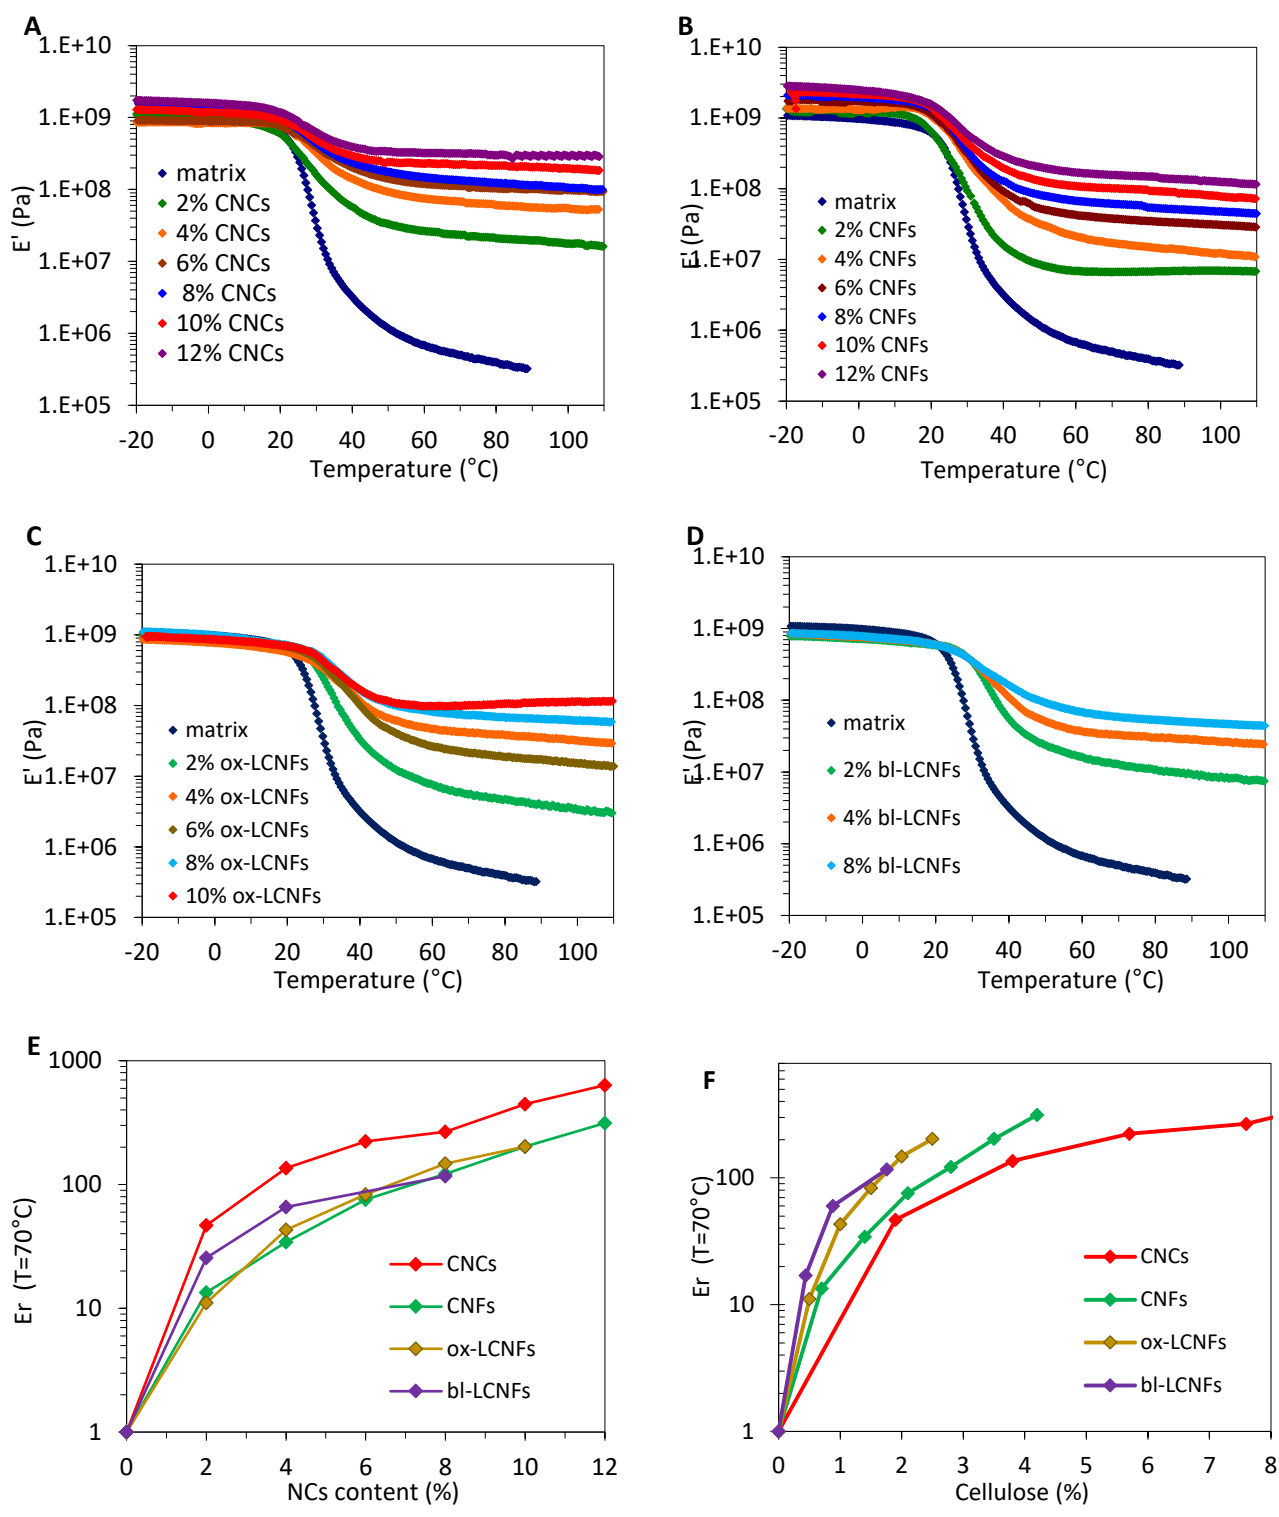 A
1.E+10
1.E+09
1.E+08
1.E+07
1.E+06
1.E+05
E' (Pa)
matrix
2% CNCs
4% CNCs
6% CNCs
8% CNCs
10% CNCs
12% CNCs
-20 0 20 40 60 80 100
Temperature (°C)
B
1.E+10
1.E+09
1.E+08
1.E+07
1.E+06
1.E+05
E' (Pa)
matrix
2% CNFs
4% CNFs
6% CNFs
8% CNFs
10% CNFs
12% CNFs
-20 0 20 40 60 80 100
Temperature (°C)
C
1.E+10
1.E+09
1.E+08
1.E+07
1.E+06
1.E+05
E' (Pa)
matrix
2% ox-LCNFs
4% ox-LCNFs
6% ox-LCNFs
8% ox-LCNFs
10% ox-LCNFs
-20 0 20 40 60 80 100
Temperature (°C)
D
1.E+10
1.E+09
1.E+08
1.E+07
1.E+06
1.E+05
E' (Pa)
matrix
2% bl-LCNFs
4% bl-LCNFs
8% bl-LCNFs
-20 0 20 40 60 80 100
Temperature (°C)
E
1000
100
10
1
Er (T=70°C)
CNCs
CNFs
ox-LCNFs
bl-LCNFs
0 2 4 6 8 10 12
NCs content (%)
F
100
10
1
Er (T=70°C)
CNCs
CNFs
ox-LCNFs
bl-LCNFs
0 1 2 3 4 5 6 7 8
Cellulose (%)